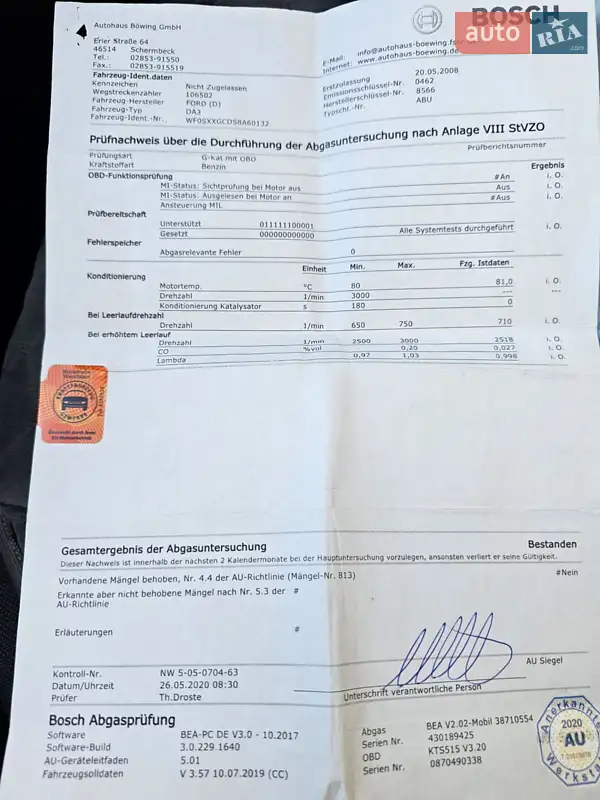 Autohaus Böwing GmbH
Erler Straße 64
46514 Schermbeck
Tel.: 02853-91550
Fax.: 02853-915519
BOSCH
auto RIA .com
E-Mail: info@autohaus-boewing.fsoc.de
Internet: www.autohaus-boewing.de
Fahrzeug-Ident.daten
Kennzeichen Nicht Zugelassen
Wegstreckenzähler 106502
Fahrzeug-Hersteller FORD (D)
Fahrzeug-Typ DA3
Fahrzeug-Ident.-Nr. WF0SXXGCDS8A60132
Erstzulassung 20.05.2008
Emissionsschlüssel-Nr. 0462
Herstellerschlüssel-Nr. 8566
Typschl.-Nr. ABU
Prüfnachweis über die Durchführung der Abgasuntersuchung nach Anlage VIII StVZO
Prüfberichtsnummer
Prüfungsart G-Kat mit OBD
Kraftstoffart Benzin
Ergebnis
OBD-Funktionsprüfung
MI-Status: Sichtprüfung bei Motor aus #An i. O.
MI-Status: Ausgelesen bei Motor an Aus i. O.
Ansteuerung MIL #Aus i. O.
Prüfbereitschaft
Unterstützt 011111100001
Gesetzt 000000000000 Alle Systemtests durchgeführt i. O.
Fehlerspeicher
Abgasrelevante Fehler 0
Einheit Min. Max. Fzg. Istdaten
Konditionierung
Motortemp. °C 80 81,0 i. O.
Drehzahl 1/min 3000 --- ---
Konditionierung Katalysator s 180 0
Bei Leerlaufdrehzahl
Drehzahl 1/min 650 750 710 i. O.
Bei erhöhtem Leerlauf
Drehzahl 1/min 2500 3000 2518 i. O.
CO %vol 0,20 0,027 i. O.
Lambda 0,97 1,03 0,998 i. O.
Gesamtergebnis der Abgasuntersuchung Bestanden
Dieser Nachweis ist innerhalb der nächsten 2 Kalendermonate bei der Hauptuntersuchung vorzulegen, ansonsten verliert er seine Gültigkeit.
Vorhandene Mängel behoben, Nr. 4.4 der AU-Richtlinie (Mängel-Nr. 813) #Nein
Erkannte aber nicht behobene Mängel nach Nr. 5.3 der #
AU-Richtlinie
Erläuterungen #
AU Siegel
Kontroll-Nr. NW 5-05-0704-63
Datum/Uhrzeit 26.05.2020 08:30
Prüfer Th.Droste
Unterschrift verantwortliche Person
Bosch Abgasprüfung
Software BEA-PC DE V3.0 - 10.2017
Software-Build 3.0.229.1640
AU-Geräteleitfaden 5.01
Fahrzeugsolldaten V 3.57 10.07.2019 (CC)
Abgas BEA V2.02-Mobil 38710554
Serien Nr. 430189425
OBD KTS515 V3.20
Serien Nr. 0870490338
Anerkannte
2020
AU
Werkstatt